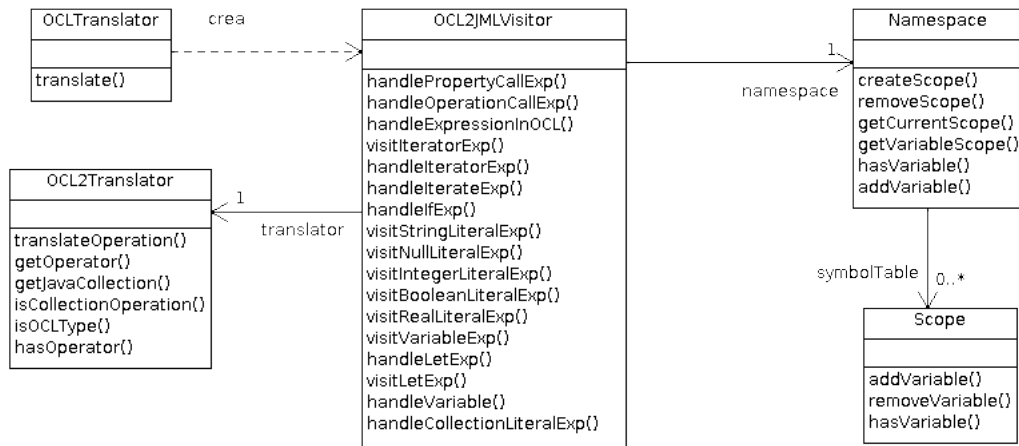 OCLTranslator
translate()
crea
OCL2JMLVisitor
handlePropertyCallExp()
handleOperationCallExp()
handleExpressionInOCL()
visitIteratorExp()
handleIteratorExp()
handleIterateExp()
handleIfExp()
visitStringLiteralExp()
visitNullLiteralExp()
visitIntegerLiteralExp()
visitBooleanLiteralExp()
visitRealLiteralExp()
visitVariableExp()
handleLetExp()
visitLetExp()
handleVariable()
handleCollectionLiteralExp()
1
namespace
Namespace
createScope()
removeScope()
getCurrentScope()
getVariableScope()
hasVariable()
addVariable()
OCL2Translator
translateOperation()
getOperator()
getJavaCollection()
isCollectionOperation()
isOCLType()
hasOperator()
1
translator
symbolTable
0..*
Scope
addVariable()
removeVariable()
hasVariable()